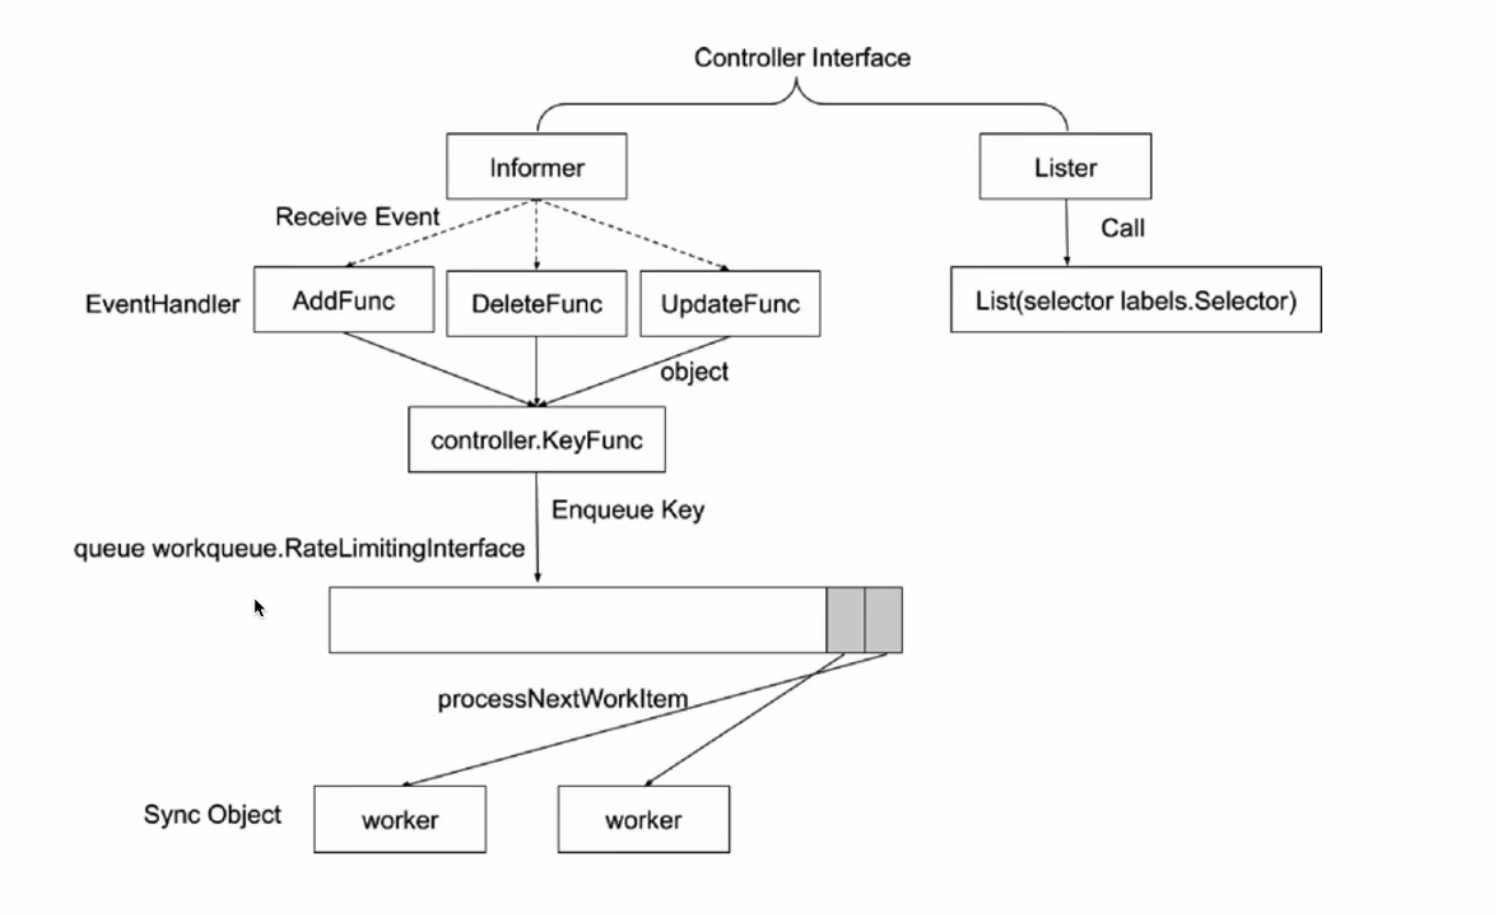 Controller Interface
Informer
Lister
Receive Event
Call
EventHandler
AddFunc
DeleteFunc
UpdateFunc
List(selector labels.Selector)
object
controller.KeyFunc
Enqueue Key
queue workqueue.RateLimitingInterface
processNextWorkItem
Sync Object
worker
worker